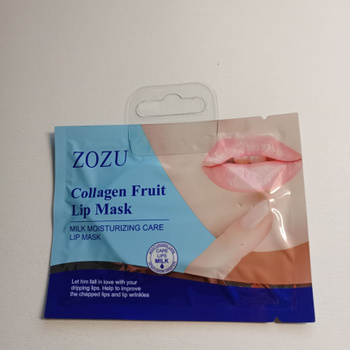 ZOZU
Collagen Fruit
Lip Mask
MILK MOISTURIZING CARE
LIP MASK
CARE
LIPS
MILK
Let him fall in love with your
dripping lips. Help to improve
the chapped lips and lip wrinkles